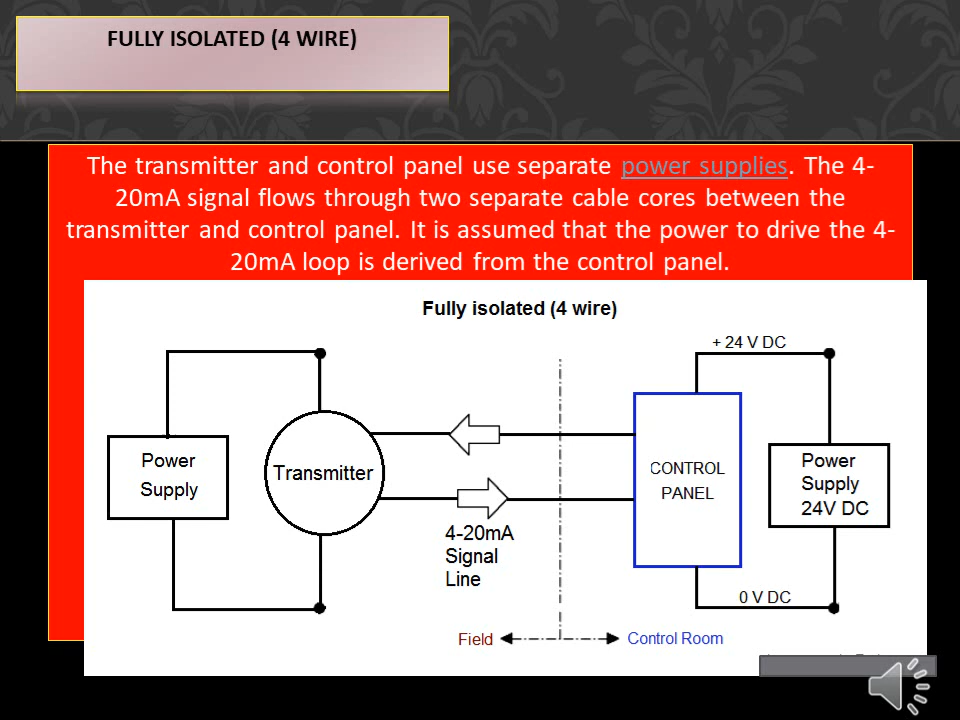 FULLY ISOLATED (4 WIRE)
The transmitter and control panel use separate power supplies. The 4-
20mA signal flows through two separate cable cores between the
transmitter and control panel. It is assumed that the power to drive the 4-
20mA loop is derived from the control panel.
Fully isolated (4 wire)
+ 24 V DC
Power
Supply
Transmitter
CONTROL
PANEL
Power
Supply
24V DC
4-20mA
Signal
Line
0 V DC
Field
Control Room